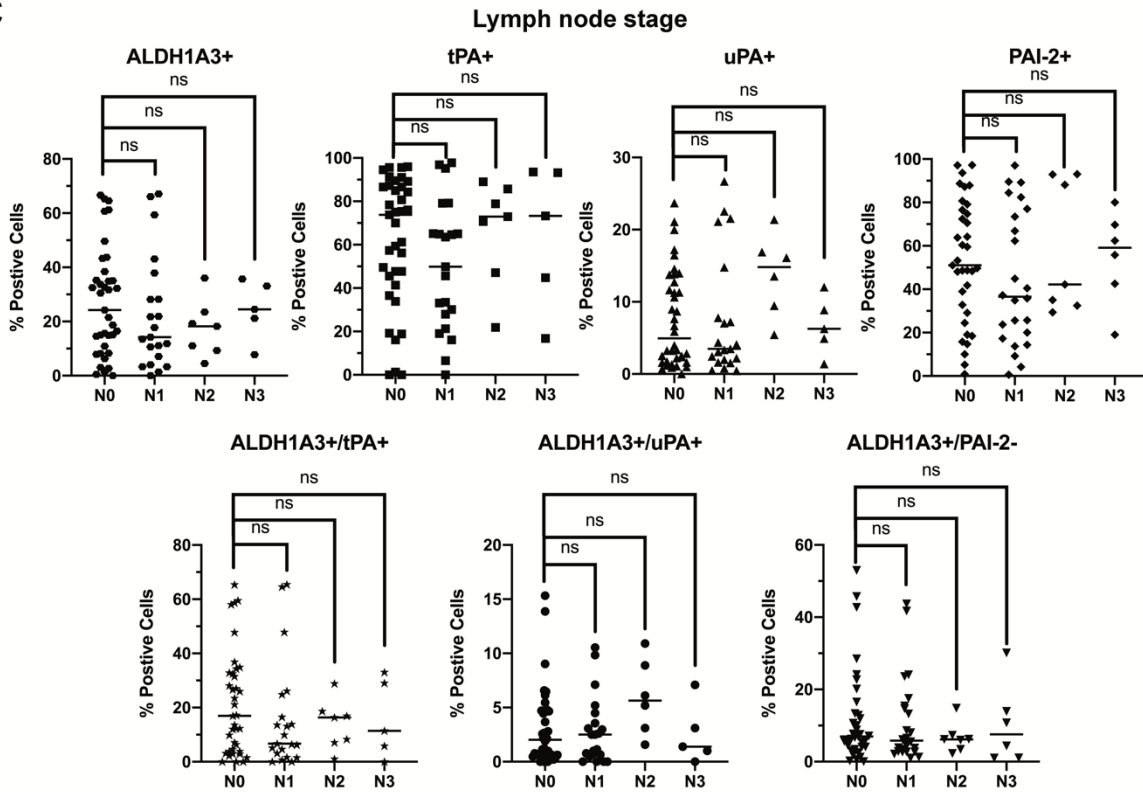 Lymph node stage
ALDH1A3+
tPA+
uPA+
PAI-2+
ns
ns
ns
ns
ns
ns
ns
ns
ns
ns
ns
ns
% Postive Cells
80
60
40
20
0
N0 N1 N2 N3
% Postive Cells
100
80
60
40
20
0
N0 N1 N2 N3
% Postive Cells
30
20
10
0
N0 N1 N2 N3
% Postive Cells
100
80
60
40
20
0
N0 N1 N2 N3
ALDH1A3+/tPA+
ALDH1A3+/uPA+
ALDH1A3+/PAI-2-
ns
ns
ns
ns
ns
ns
ns
ns
ns
% Postive Cells
80
60
40
20
0
N0 N1 N2 N3
% Postive Cells
20
15
10
5
0
N0 N1 N2 N3
% Postive Cells
60
40
20
0
N0 N1 N2 N3